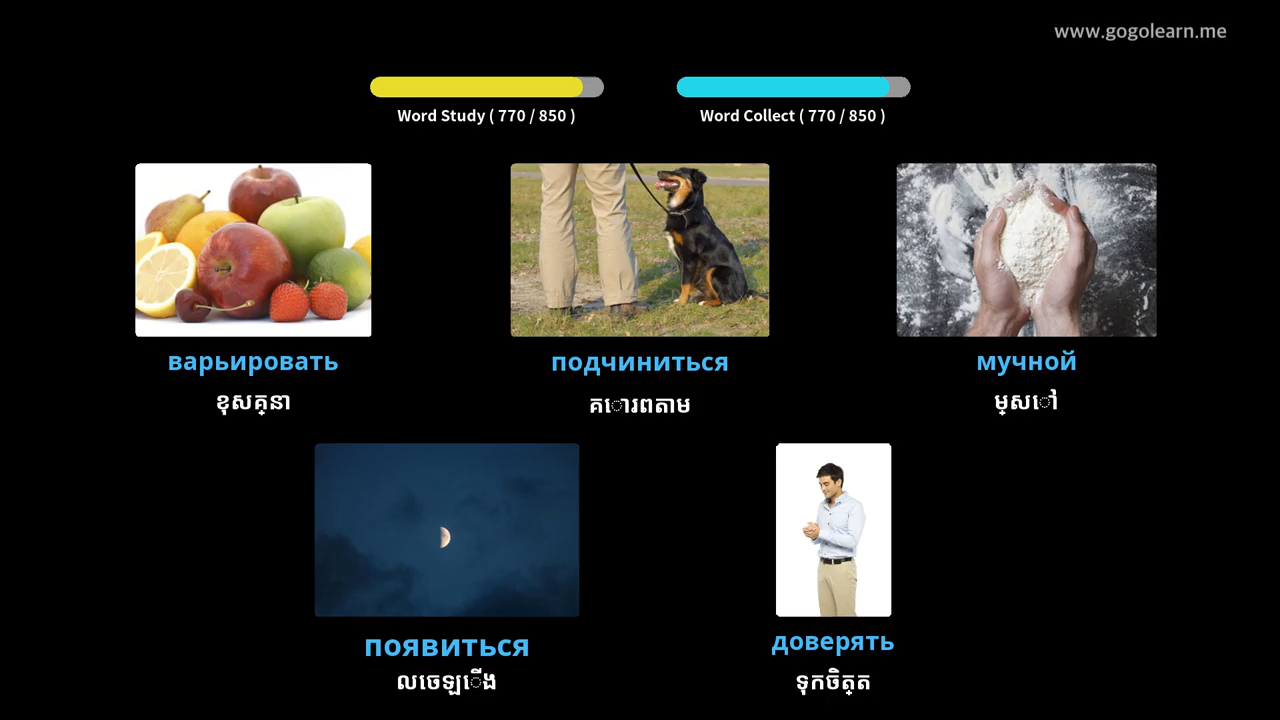 www.gogolearn.me
Word Study ( 770 / 850 )
Word Collect ( 770 / 850 )
варьировать
подчиниться
мучной
ខុសគ្នា
គោរពតាម
ម្សៅ
появиться
доверять
លេចឡើង
ទុកចិត្ត